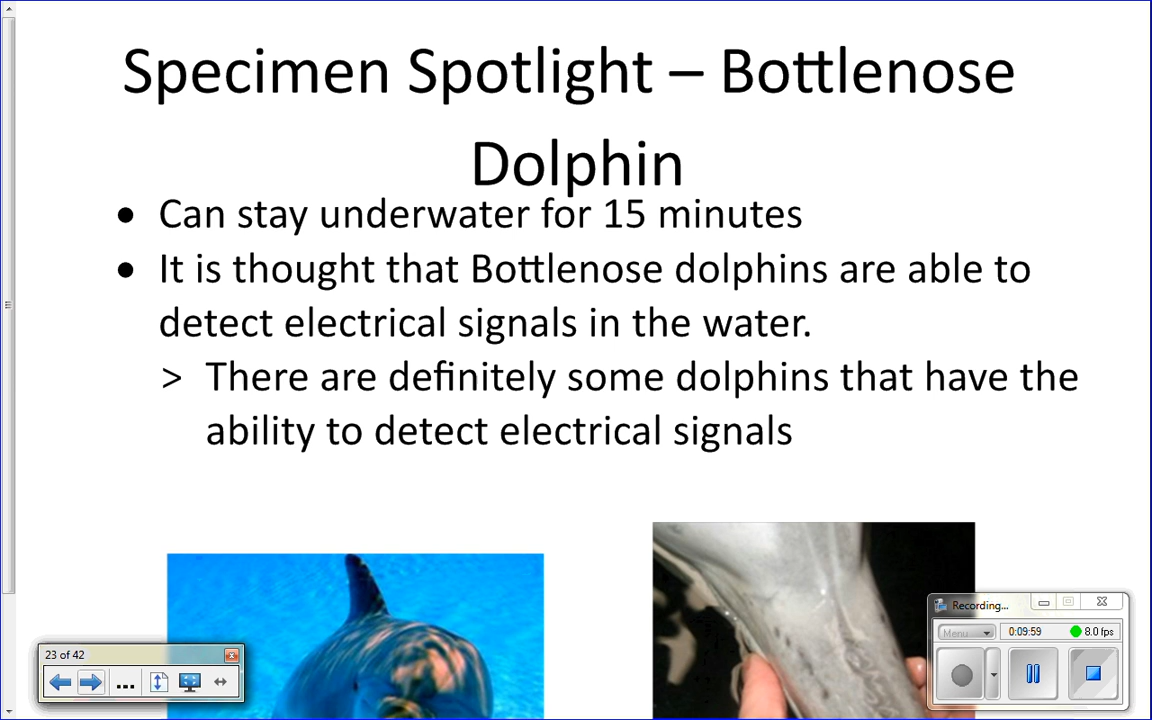 Specimen Spotlight – Bottlenose
Dolphin
• Can stay underwater for 15 minutes
• It is thought that Bottlenose dolphins are able to
detect electrical signals in the water.
> There are definitely some dolphins that have the
ability to detect electrical signals
23 of 42
Recording...
Menu
0:09:59
8.0 fps